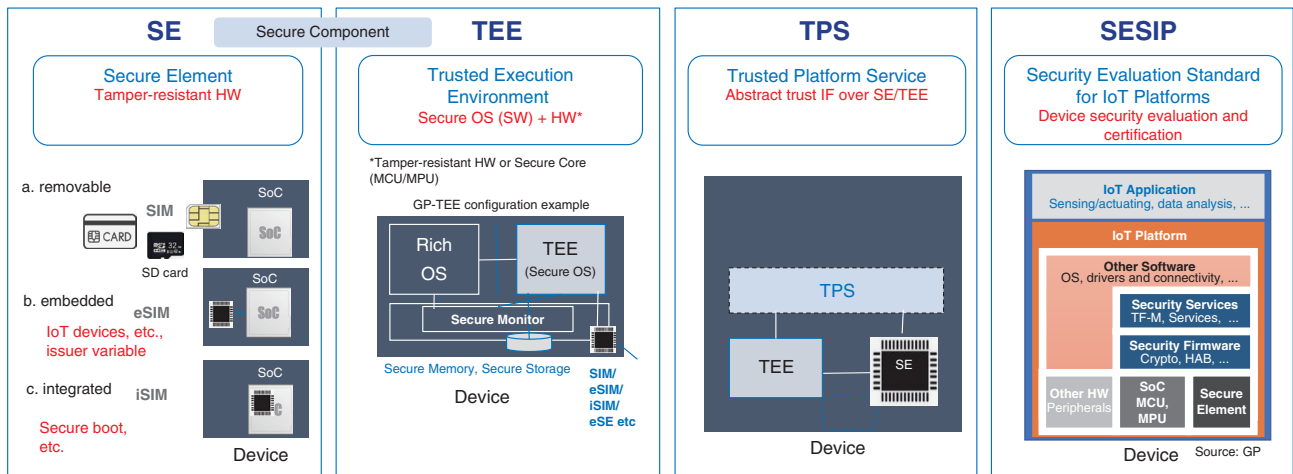 SE
Secure Component
Secure Element
Tamper-resistant HW
a. removable
SIM
CARD
32
SD card
SoC
SoC
b. embedded
eSIM
IoT devices, etc.,
issuer variable
SoC
SoC
c. integrated
iSIM
Secure boot,
etc.
SoC
C
Device
TEE
Trusted Execution
Environment
Secure OS (SW) + HW*
*Tamper-resistant HW or Secure Core
(MCU/MPU)
GP-TEE configuration example
Rich
OS
TEE
(Secure OS)
Secure Monitor
Secure Memory, Secure Storage
SIM/
eSIM/
iSIM/
eSE etc
Device
TPS
Trusted Platform Service
Abstract trust IF over SE/TEE
TPS
TEE
SE
Device
SESIP
Security Evaluation Standard
for IoT Platforms
Device security evaluation and
certification
IoT Application
Sensing/actuating, data analysis, ...
IoT Platform
Other Software
OS, drivers and connectivity, ...
Security Services
TF-M, Services, ...
Security Firmware
Crypto, HAB, ...
Other HW
Peripherals
SoC
MCU,
MPU
Secure
Element
Device
Source: GP